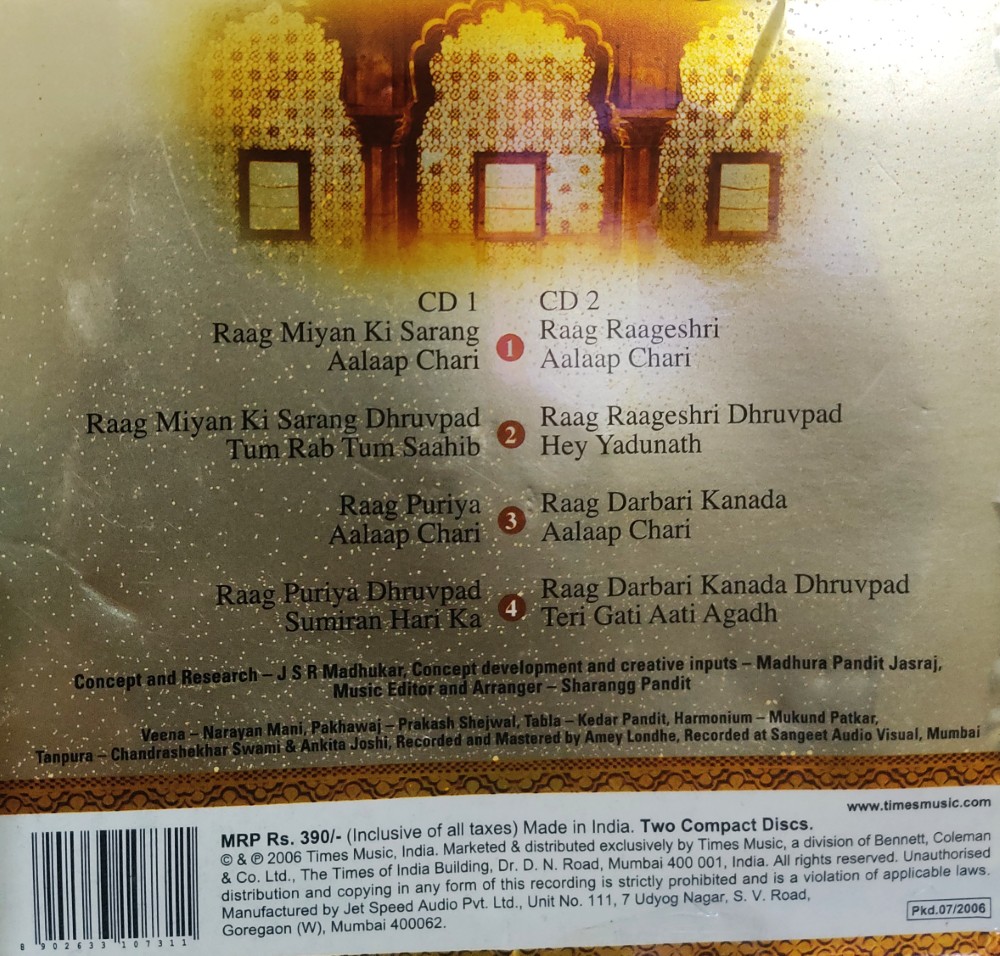 CD 1
Raag Miyan Ki Sarang
Aalaap Chari
Raag Miyan Ki Sarang Dhruvpad
Tum Rab Tum Saahib
Raag Puriya
Aalaap Chari
Raag Puriya Dhruvpad
Sumiran Hari Ka
1
2
3
4
CD 2
Raag Raageshri
Aalaap Chari
Raag Raageshri Dhruvpad
Hey Yadunath
Raag Darbari Kanada
Aalaap Chari
Raag Darbari Kanada Dhruvpad
Teri Gati Aati Agadh
Concept and Research – J S R Madhukar, Concept development and creative inputs – Madhura Pandit Jasraj,
Music Editor and Arranger – Sharangg Pandit
Veena – Narayan Mani, Pakhawaj – Prakash Shejwal, Tabla – Kedar Pandit, Harmonium – Mukund Patkar,
Tanpura – Chandrashekhar Swami & Ankita Joshi, Recorded and Mastered by Amey Londhe, Recorded at Sangeet Audio Visual, Mumbai
www.timesmusic.com
MRP Rs. 390/- (Inclusive of all taxes) Made in India. Two Compact Discs.
© & ℗ 2006 Times Music, India. Marketed & distributed exclusively by Times Music, a division of Bennett, Coleman
& Co. Ltd., The Times of India Building, Dr. D. N. Road, Mumbai 400 001, India. All rights reserved. Unauthorised
distribution and copying in any form of this recording is strictly prohibited and is a violation of applicable laws.
Manufactured by Jet Speed Audio Pvt. Ltd., Unit No. 111, 7 Udyog Nagar, S. V. Road,
Goregaon (W), Mumbai 400062.
Pkd.07/2006
8 902633 107311